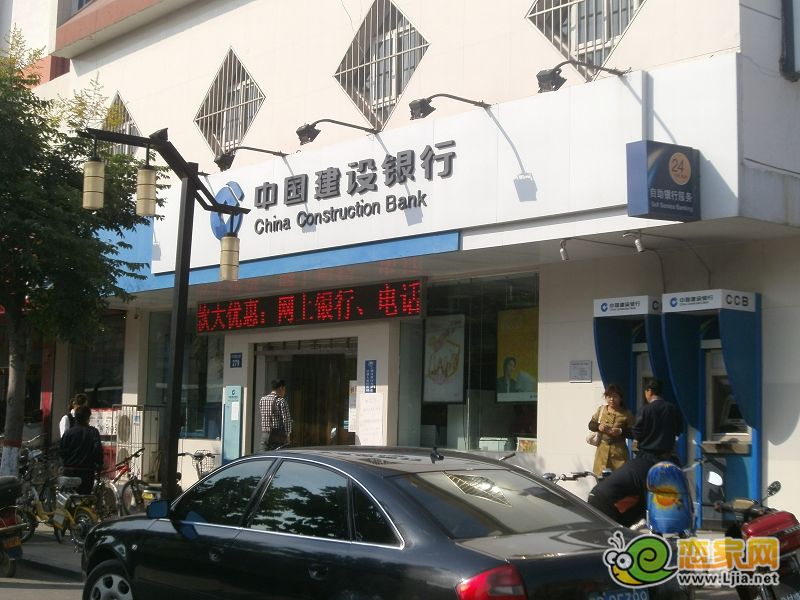 中国建设银行
China Construction Bank
24
自助银行服务
Self Service Banking
款大优惠：网上银行、电话
中国建设银行
中国建设银行 CCB
279
恋家网
www.Ljia.net